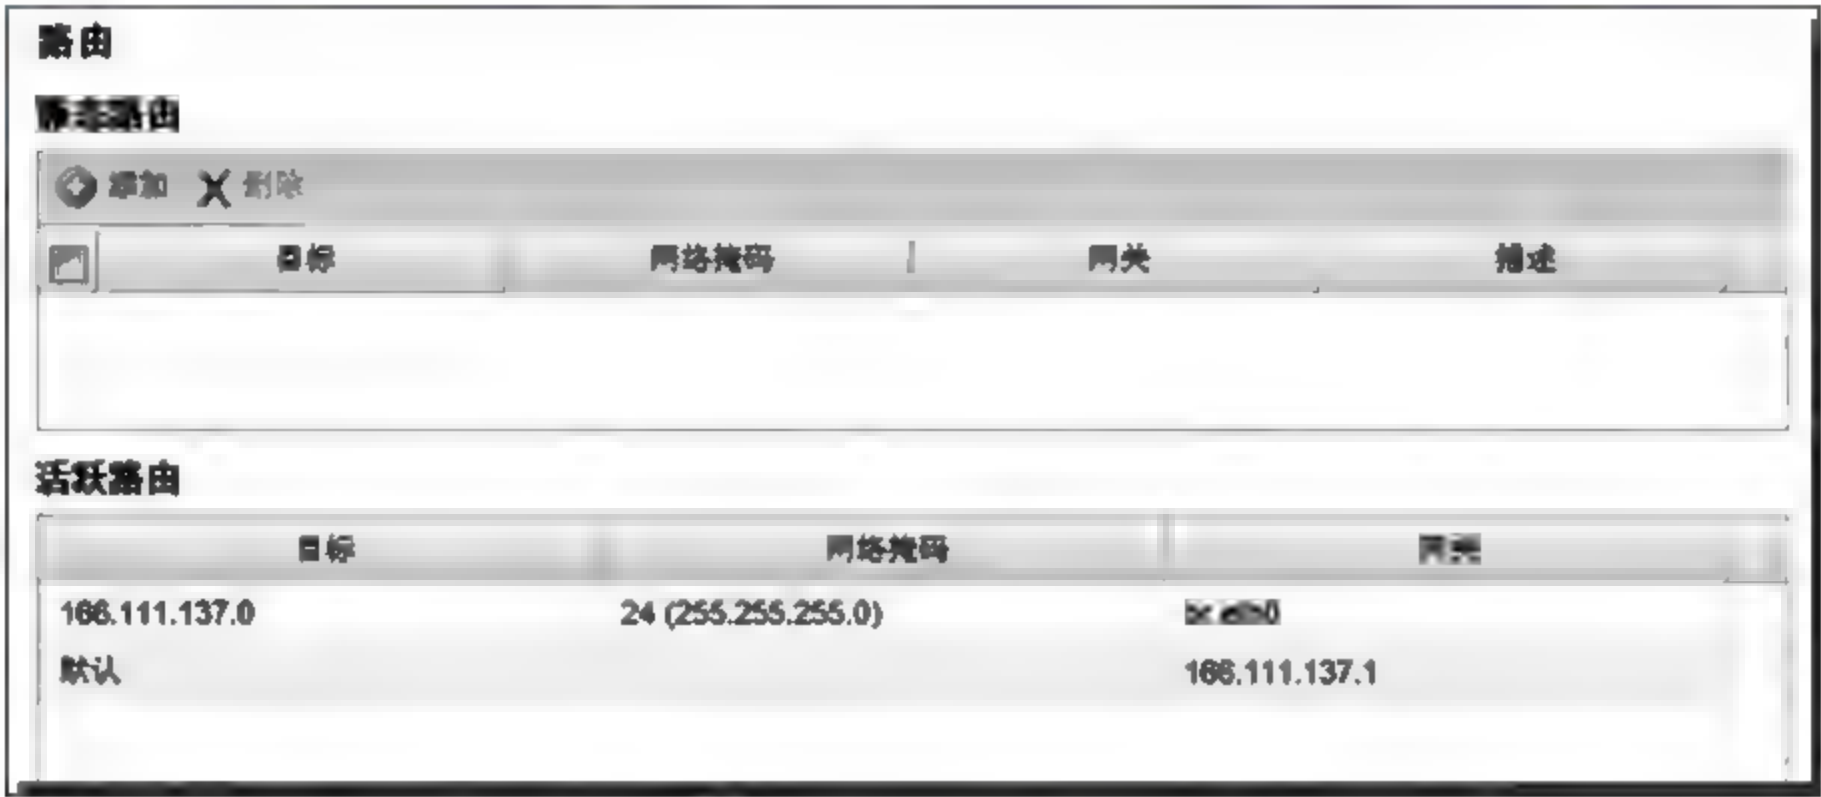 路由
静态路由
添加 删除
目标 网络掩码 网关 描述
活跃路由
目标 网络掩码 网关
166.111.137.0 24 (255.255.255.0)
默认 166.111.137.1